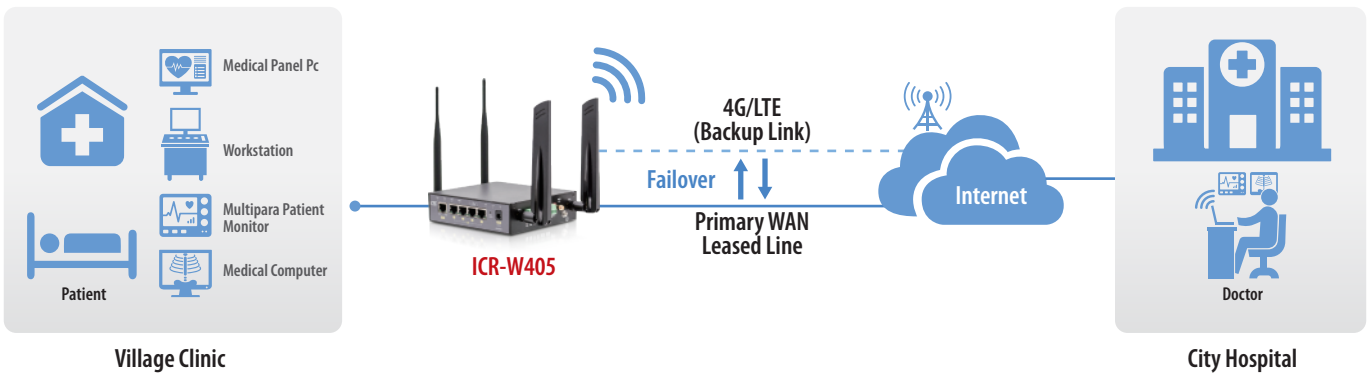 Medical Panel Pc
Workstation
Multipara Patient
Monitor
Medical Computer
Patient
Village Clinic
ICR-W405
4G/LTE
(Backup Link)
Failover
Primary WAN
Leased Line
Internet
Doctor
City Hospital